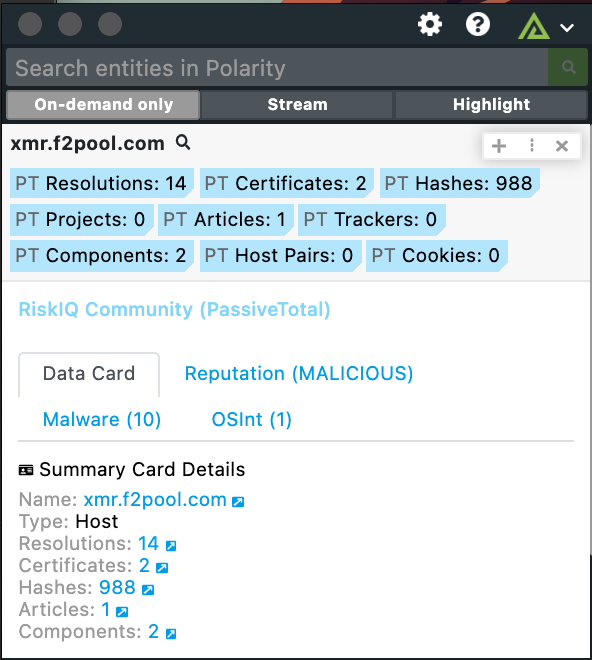 Search entities in Polarity
On-demand only Stream Highlight
xmr.f2pool.com
PT Resolutions: 14 PT Certificates: 2 PT Hashes: 988
PT Projects: 0 PT Articles: 1 PT Trackers: 0
PT Components: 2 PT Host Pairs: 0 PT Cookies: 0
RiskIQ Community (PassiveTotal)
Data Card Reputation (MALICIOUS)
Malware (10) OSInt (1)
Summary Card Details
Name: xmr.f2pool.com
Type: Host
Resolutions: 14
Certificates: 2
Hashes: 988
Articles: 1
Components: 2